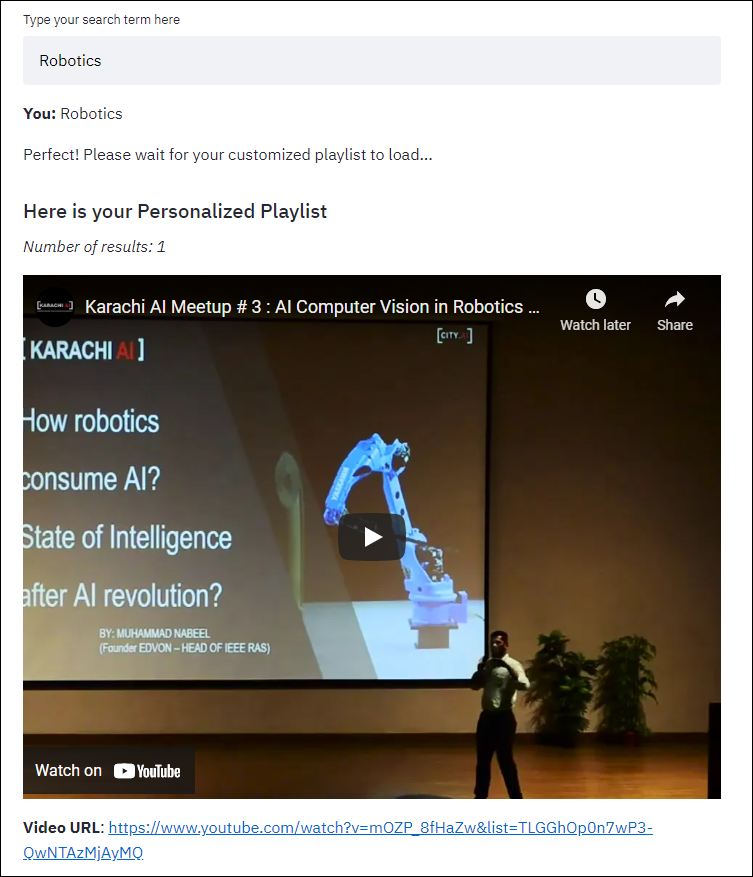 Type your search term here
Robotics
You: Robotics
Perfect! Please wait for your customized playlist to load...
Here is your Personalized Playlist
Number of results: 1
[KARACHI AI]
Karachi AI Meetup # 3 : AI Computer Vision in Robotics ...
Watch later
Share
[ KARACHI AI ]
[CITY.AI]
How robotics
consume AI?
State of Intelligence
after AI revolution?
BY: MUHAMMAD NABEEL
(Founder EDVON – HEAD OF IEEE RAS)
Watch on YouTube
Video URL: https://www.youtube.com/watch?v=mOZP_8fHaZw&list=TLGGhOp0n7wP3-
QwNTAzMjAyMQ